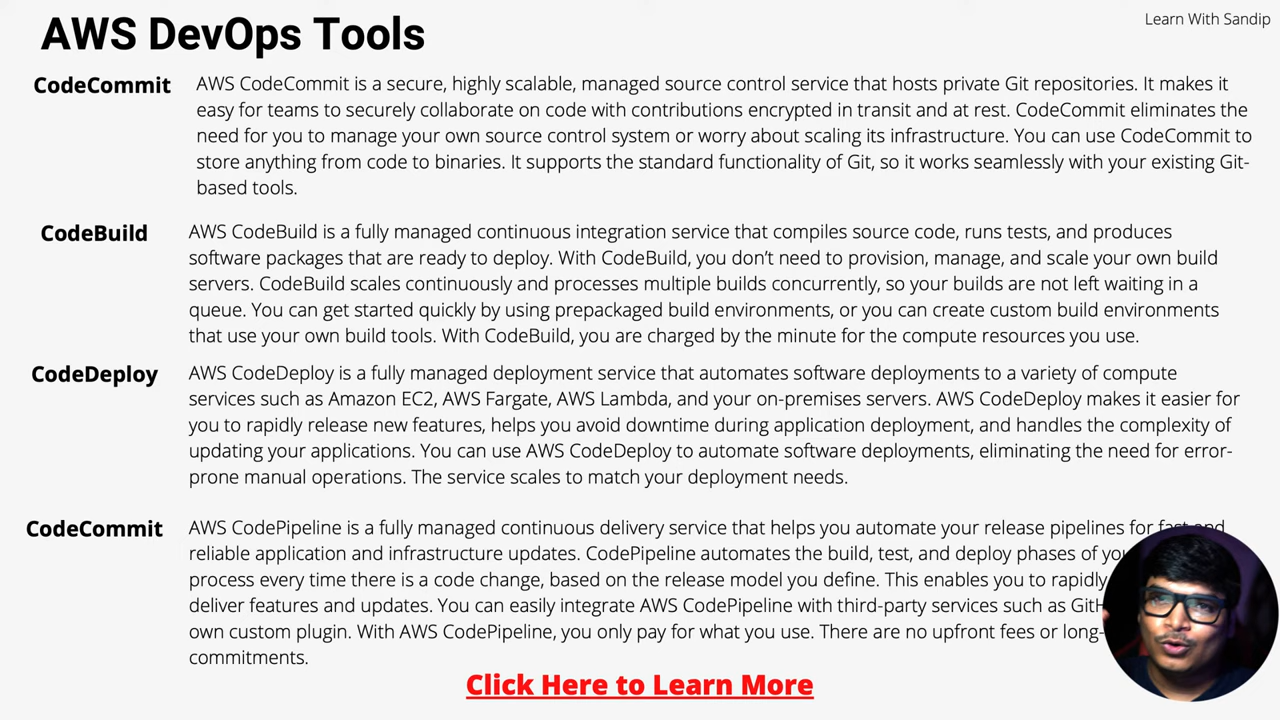 Learn With Sandip
AWS DevOps Tools
CodeCommit
AWS CodeCommit is a secure, highly scalable, managed source control service that hosts private Git repositories. It makes it
easy for teams to securely collaborate on code with contributions encrypted in transit and at rest. CodeCommit eliminates the
need for you to manage your own source control system or worry about scaling its infrastructure. You can use CodeCommit to
store anything from code to binaries. It supports the standard functionality of Git, so it works seamlessly with your existing Git-
based tools.
CodeBuild
AWS CodeBuild is a fully managed continuous integration service that compiles source code, runs tests, and produces
software packages that are ready to deploy. With CodeBuild, you don’t need to provision, manage, and scale your own build
servers. CodeBuild scales continuously and processes multiple builds concurrently, so your builds are not left waiting in a
queue. You can get started quickly by using prepackaged build environments, or you can create custom build environments
that use your own build tools. With CodeBuild, you are charged by the minute for the compute resources you use.
CodeDeploy
AWS CodeDeploy is a fully managed deployment service that automates software deployments to a variety of compute
services such as Amazon EC2, AWS Fargate, AWS Lambda, and your on-premises servers. AWS CodeDeploy makes it easier for
you to rapidly release new features, helps you avoid downtime during application deployment, and handles the complexity of
updating your applications. You can use AWS CodeDeploy to automate software deployments, eliminating the need for error-
prone manual operations. The service scales to match your deployment needs.
CodeCommit
AWS CodePipeline is a fully managed continuous delivery service that helps you automate your release pipelines for fast and
reliable application and infrastructure updates. CodePipeline automates the build, test, and deploy phases of
process every time there is a code change, based on the release model you define. This enables you to rapidly
deliver features and updates. You can easily integrate AWS CodePipeline with third-party services such as
own custom plugin. With AWS CodePipeline, you only pay for what you use. There are no upfront fees or long-
commitments.
Click Here to Learn More